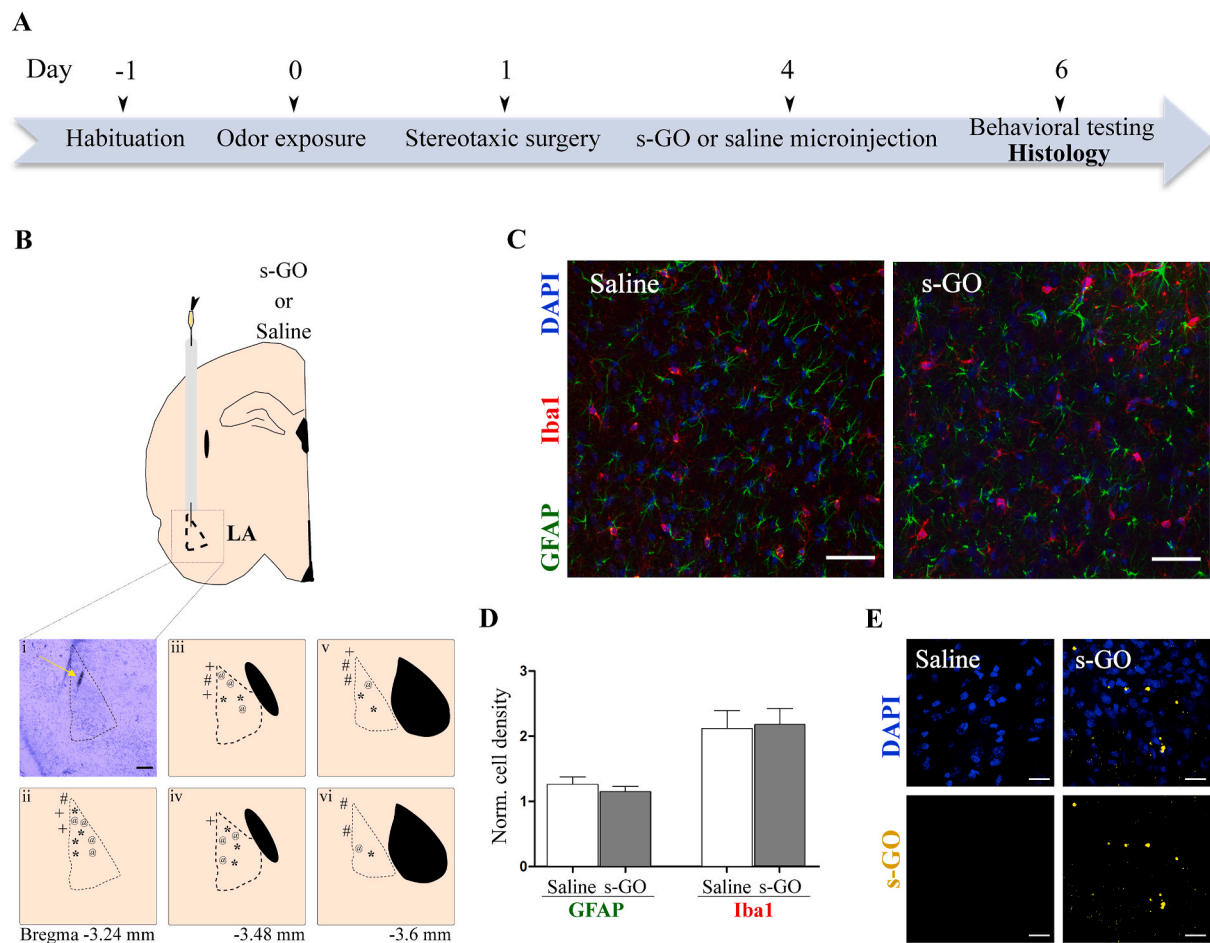 A
Day -1 0 1 4 6
Habituation Odor exposure Stereotaxic surgery s-GO or saline microinjection Behavioral testing
Histology
B
s-GO
or
Saline
LA
i
iii
+
#
#
+
@
@
*
*
@
v
+
#
#
@
*
*
ii
#
+
+
*
@
@
*
@
*
*
@
iv
*
@
@
*
@
*
@
*
vi
#
#
@
*
Bregma -3.24 mm -3.48 mm -3.6 mm
C
GFAP Iba1 DAPI
Saline
s-GO
D
Norm. cell density
3
2
1
0
Saline s-GO Saline s-GO
GFAP Iba1
E
DAPI
Saline
s-GO
s-GO